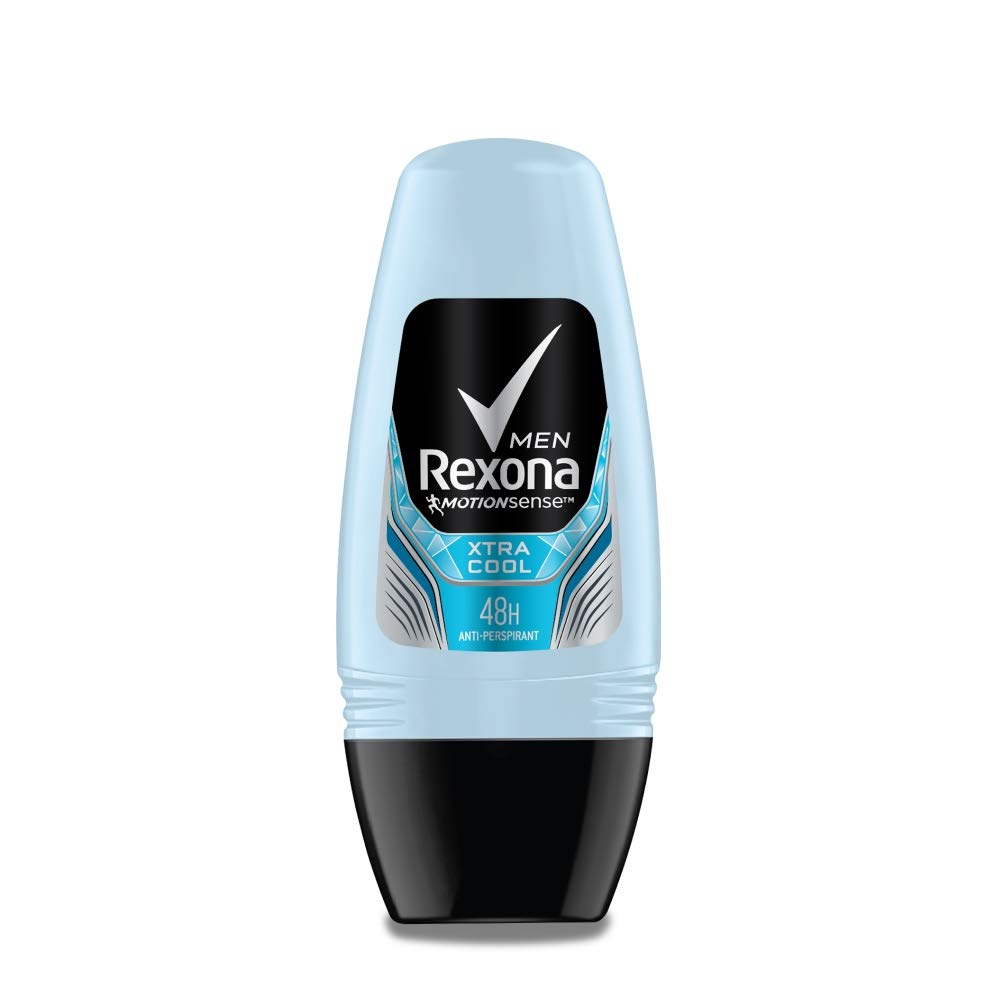 MEN
Rexona
MOTIONsense™
XTRA
COOL
48H
ANTI-PERSPIRANT